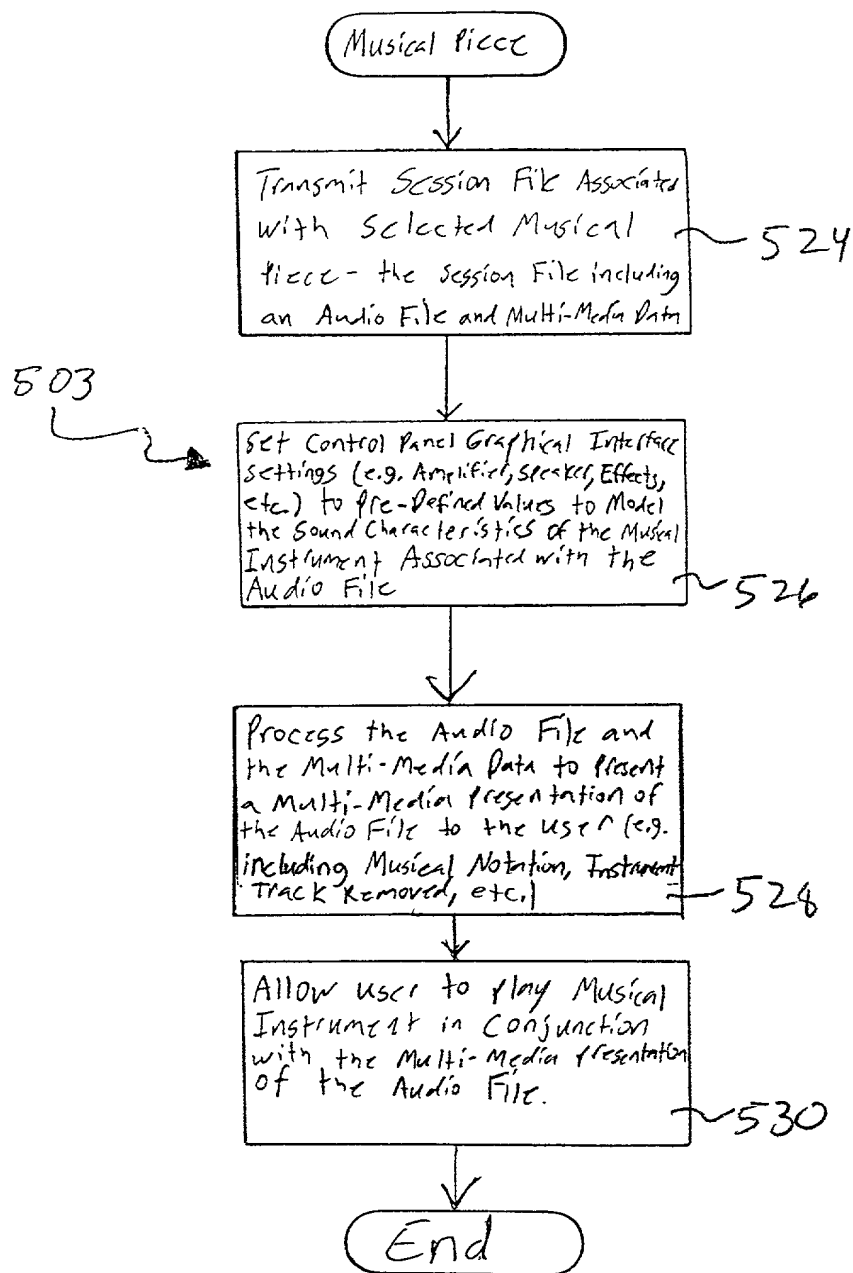 Musical Piece
Transmit Session File Associated
with Selected Musical
Piece - the Session File including
an Audio File and Multi-Media Data
524
503
Set Control Panel Graphical Interface
settings (e.g. Amplifier, Speaker, Effects,
etc.) to Pre-Defined Values to Model
the Sound Characteristics of the Musical
Instrument Associated with the
Audio File
526
Process the Audio File and
the Multi-Media Data to Present
a Multi-Media Presentation of
the Audio File to the user (e.g.
including Musical Notation, Instrument
Track Removed, etc.)
528
Allow user to play Musical
Instrument in Conjunction
with the Multi-Media Presentation
of the Audio File.
530
End